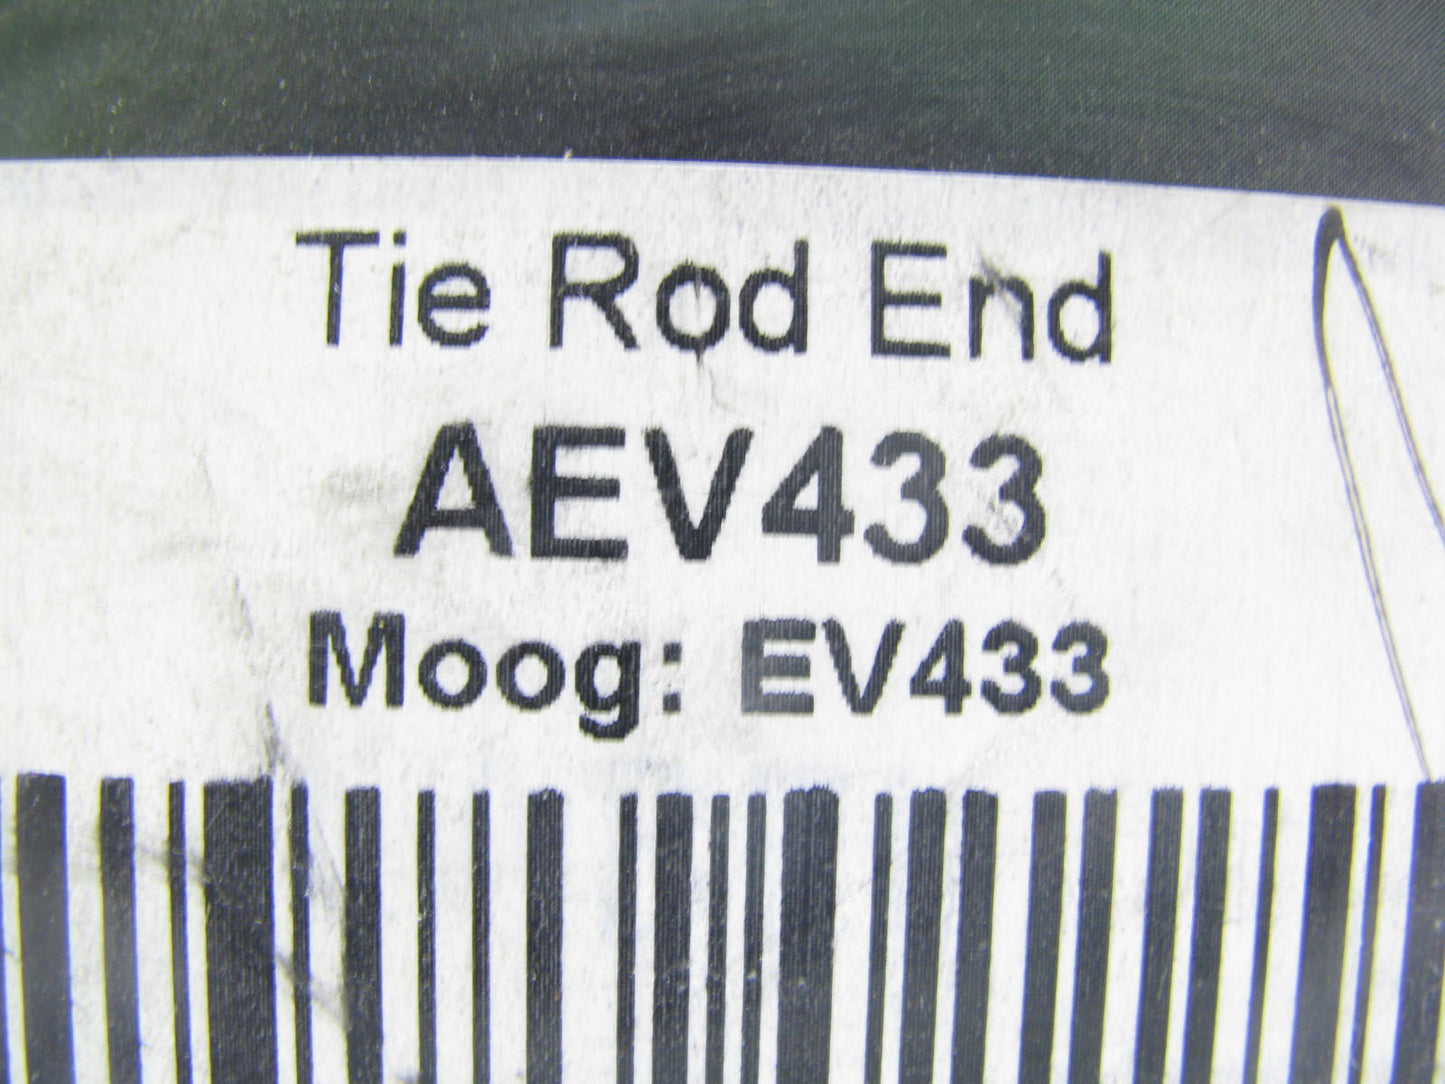 Tie Rod End
AEV433
Moog: EV433